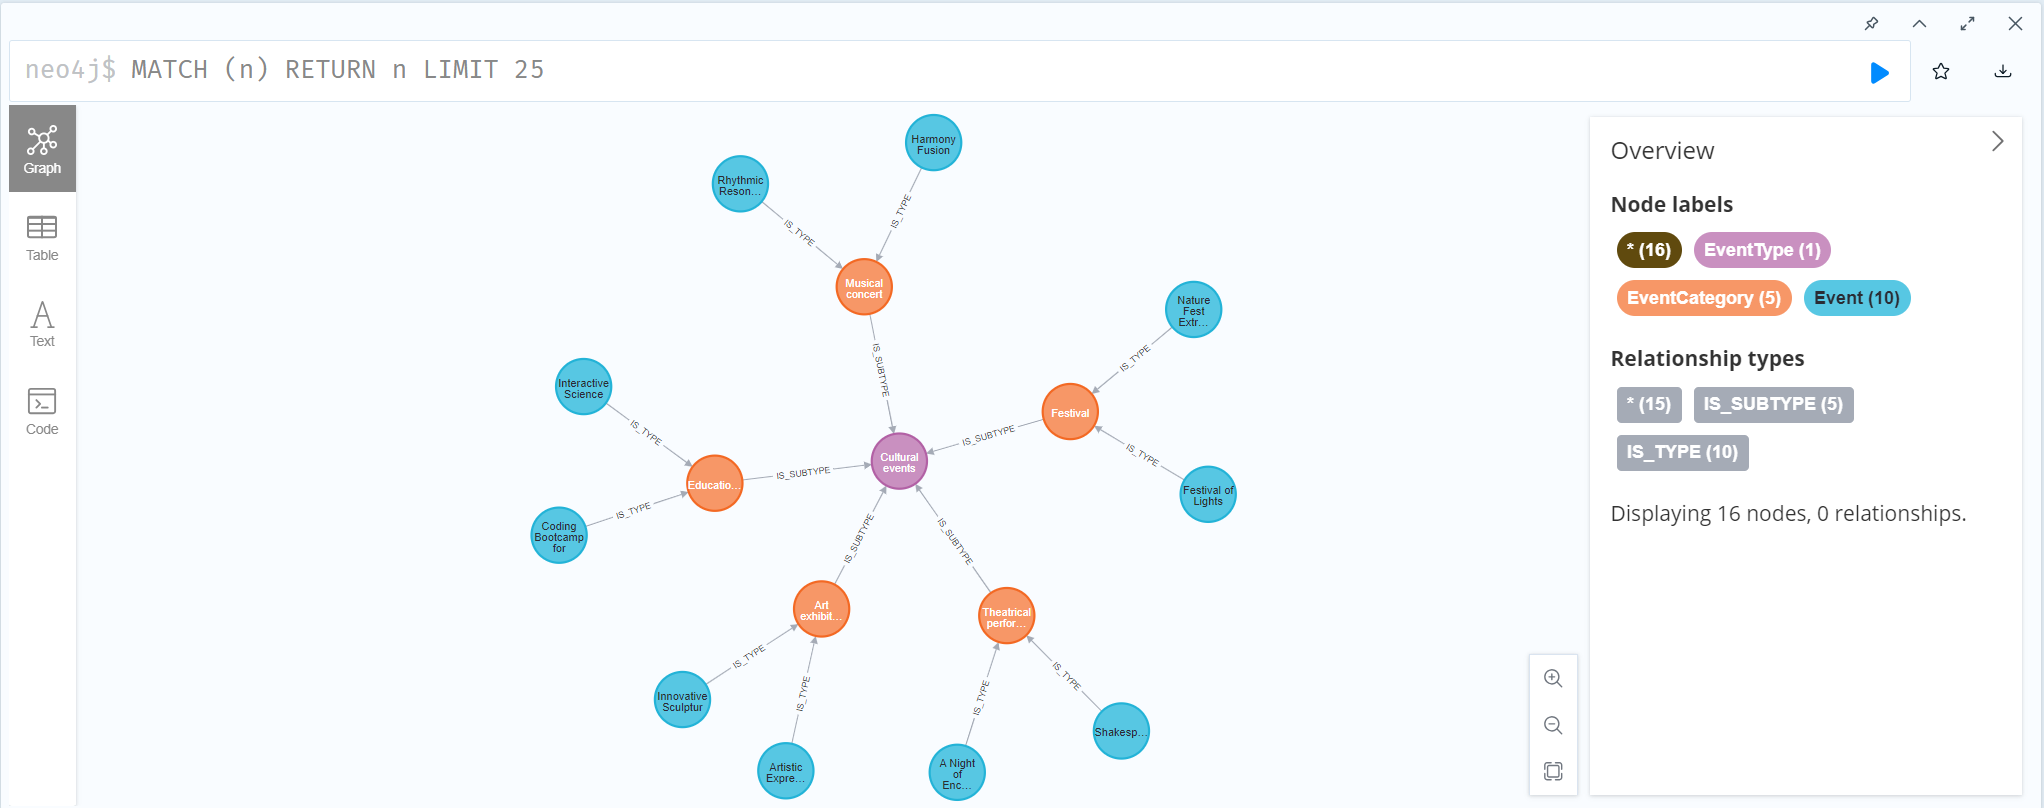 neo4j$ MATCH (n) RETURN n LIMIT 25
Graph
Table
Text
Code
Harmony
Fusion
Rhythmic
Reson...
IS_TYPE
IS_TYPE
Musical
concert
Nature
Fest
Extr...
IS_SUBTYPE
IS_TYPE
Interactive
Science
Festival
IS_TYPE
IS_SUBTYPE
IS_TYPE
Cultural
events
IS_SUBTYPE
Educatio...
Festival of
Lights
IS_TYPE
Coding
Bootcamp
for
IS_SUBTYPE
IS_SUBTYPE
Art
exhibit...
Theatrical
perfor...
IS_TYPE
IS_TYPE
IS_TYPE
IS_TYPE
Innovative
Sculptur
Shakesp...
Artistic
Expre...
A Night
of
Enc...
Overview
Node labels
* (16)
EventType (1)
EventCategory (5)
Event (10)
Relationship types
* (15)
IS_SUBTYPE (5)
IS_TYPE (10)
Displaying 16 nodes, 0 relationships.